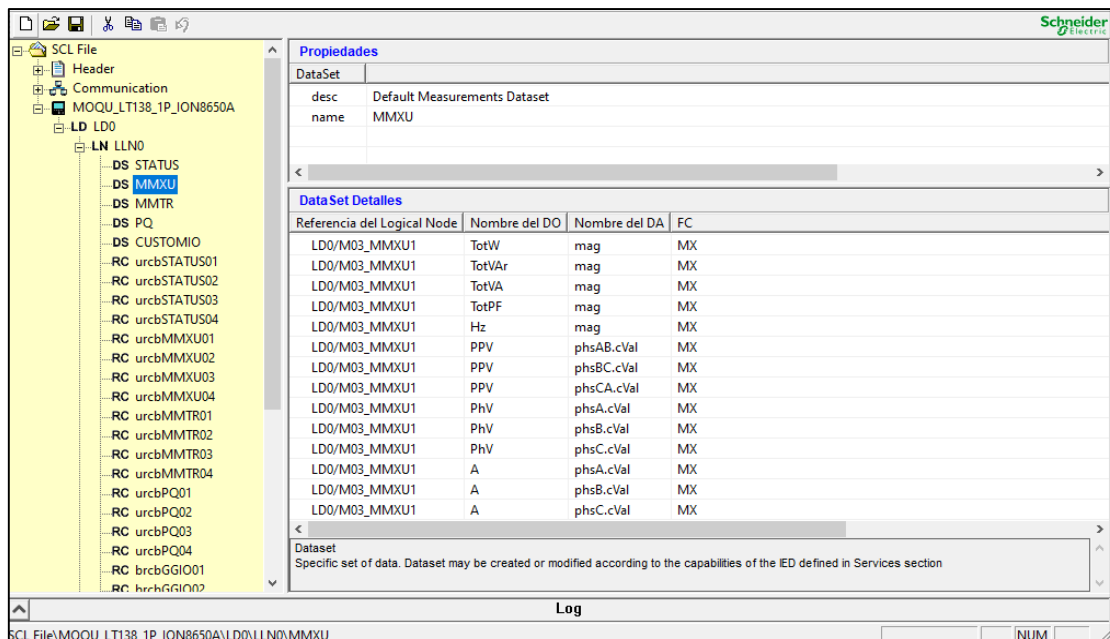 Schneider
Electric
SCL File
Header
Communication
MOQU_LT138_1P_ION8650A
LD LD0
LN LLN0
DS STATUS
DS MMXU
DS MMTR
DS PQ
DS CUSTOMIO
RC urcbSTATUS01
RC urcbSTATUS02
RC urcbSTATUS03
RC urcbSTATUS04
RC urcbMMXU01
RC urcbMMXU02
RC urcbMMXU03
RC urcbMMXU04
RC urcbMMTR01
RC urcbMMTR02
RC urcbMMTR03
RC urcbMMTR04
RC urcbPQ01
RC urcbPQ02
RC urcbPQ03
RC urcbPQ04
RC brcbGGIO01
RC brcbGGIO02
Propiedades
DataSet
desc Default Measurements Dataset
name MMXU
DataSet Detalles
Referencia del Logical Node Nombre del DO Nombre del DA FC
LD0/M03_MMXU1 TotW mag MX
LD0/M03_MMXU1 TotVAr mag MX
LD0/M03_MMXU1 TotVA mag MX
LD0/M03_MMXU1 TotPF mag MX
LD0/M03_MMXU1 Hz mag MX
LD0/M03_MMXU1 PPV phsAB.cVal MX
LD0/M03_MMXU1 PPV phsBC.cVal MX
LD0/M03_MMXU1 PPV phsCA.cVal MX
LD0/M03_MMXU1 PhV phsA.cVal MX
LD0/M03_MMXU1 PhV phsB.cVal MX
LD0/M03_MMXU1 PhV phsC.cVal MX
LD0/M03_MMXU1 A phsA.cVal MX
LD0/M03_MMXU1 A phsB.cVal MX
LD0/M03_MMXU1 A phsC.cVal MX
Dataset
Specific set of data. Dataset may be created or modified according to the capabilities of the IED defined in Services section
Log
SCL File\MOQU_LT138_1P_ION8650A\LD0\LLN0\MMXU
NUM